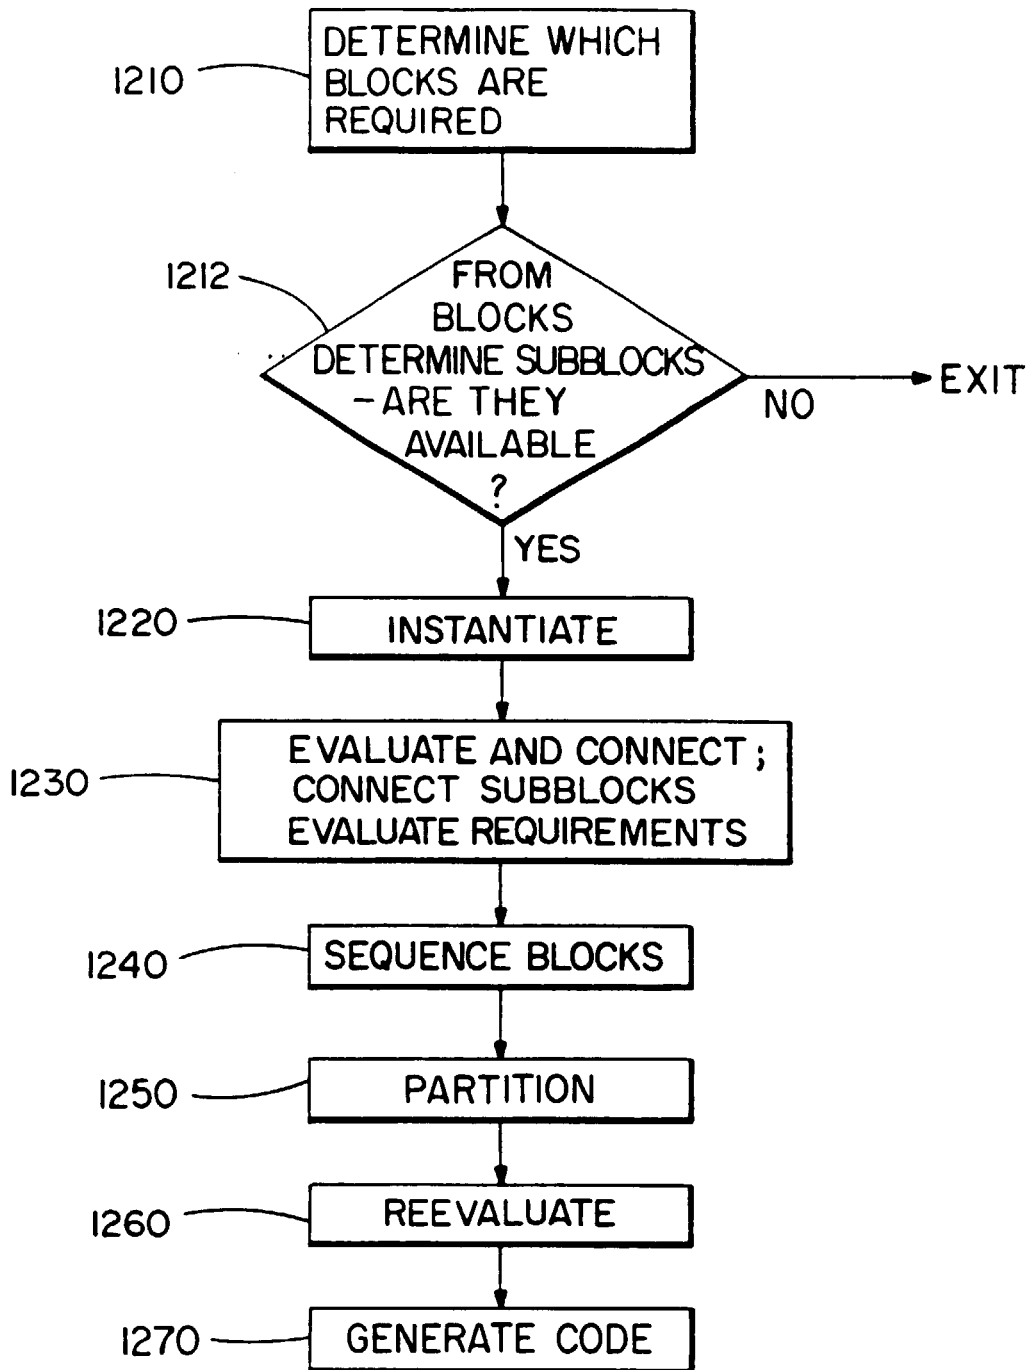 DETERMINE WHICH
BLOCKS ARE
REQUIRED
1210
1212
FROM
BLOCKS
DETERMINE SUBBLOCKS
-ARE THEY
AVAILABLE
?
NO
EXIT
YES
1220
INSTANTIATE
1230
EVALUATE AND CONNECT;
CONNECT SUBBLOCKS
EVALUATE REQUIREMENTS
1240
SEQUENCE BLOCKS
1250
PARTITION
1260
REEVALUATE
1270
GENERATE CODE